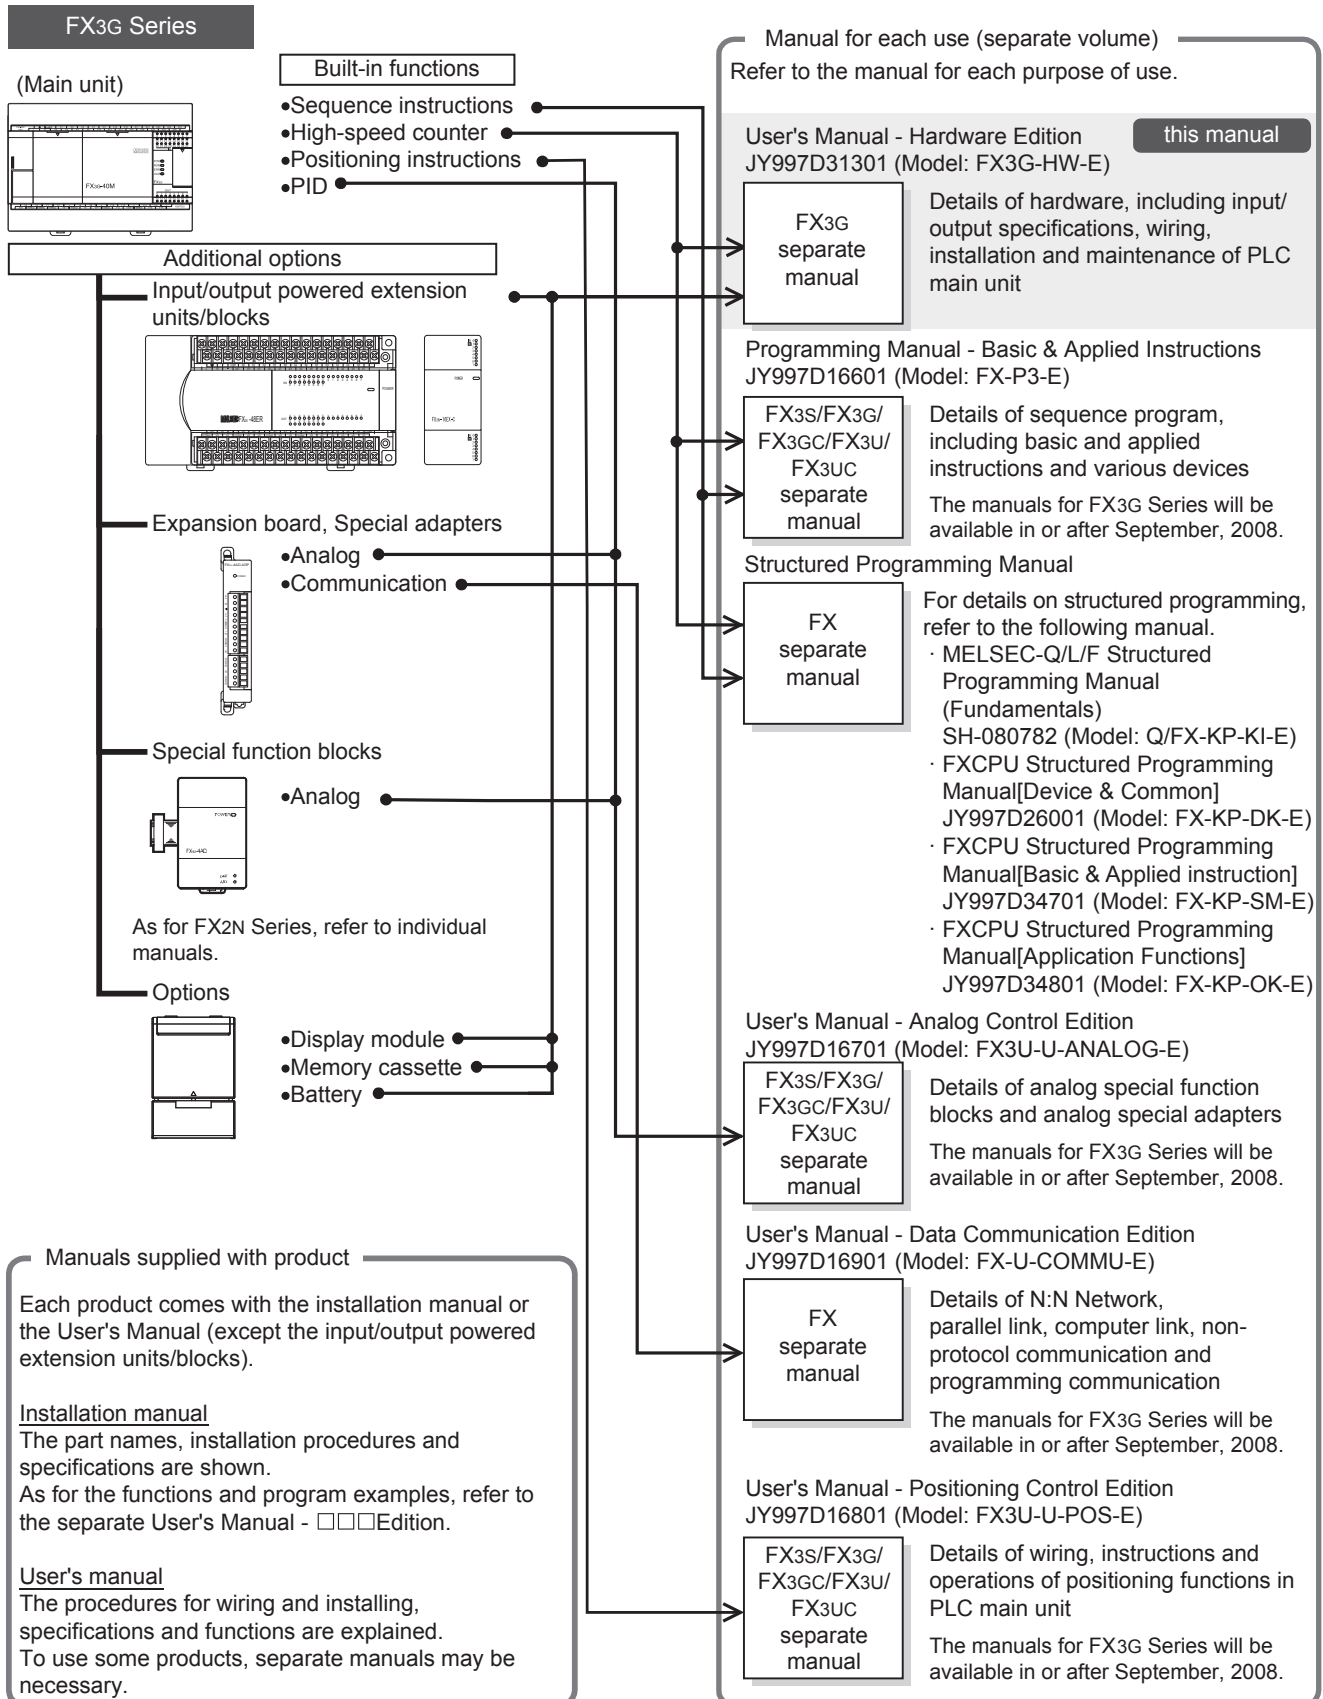 FX3G Series
(Main unit)
FX3G-40M
Built-in functions
•Sequence instructions
•High-speed counter
•Positioning instructions
•PID
Additional options
Input/output powered extension
units/blocks
POWER
Expansion board, Special adapters
•Analog
•Communication
Special function blocks
POWER
•Analog
As for FX2N Series, refer to individual
manuals.
Options
•Display module
•Memory cassette
•Battery
Manuals supplied with product
Each product comes with the installation manual or
the User's Manual (except the input/output powered
extension units/blocks).
Installation manual
The part names, installation procedures and
specifications are shown.
As for the functions and program examples, refer to
the separate User's Manual - □□□Edition.
User's manual
The procedures for wiring and installing,
specifications and functions are explained.
To use some products, separate manuals may be
necessary.
Manual for each use (separate volume)
Refer to the manual for each purpose of use.
User's Manual - Hardware Edition
this manual
JY997D31301 (Model: FX3G-HW-E)
FX3G
separate
manual
Details of hardware, including input/
output specifications, wiring,
installation and maintenance of PLC
main unit
Programming Manual - Basic & Applied Instructions
JY997D16601 (Model: FX-P3-E)
FX3S/FX3G/
FX3GC/FX3U/
FX3UC
separate
manual
Details of sequence program,
including basic and applied
instructions and various devices
The manuals for FX3G Series will be
available in or after September, 2008.
Structured Programming Manual
FX
separate
manual
For details on structured programming,
refer to the following manual.
· MELSEC-Q/L/F Structured
Programming Manual
(Fundamentals)
SH-080782 (Model: Q/FX-KP-KI-E)
· FXCPU Structured Programming
Manual[Device & Common]
JY997D26001 (Model: FX-KP-DK-E)
· FXCPU Structured Programming
Manual[Basic & Applied instruction]
JY997D34701 (Model: FX-KP-SM-E)
· FXCPU Structured Programming
Manual[Application Functions]
JY997D34801 (Model: FX-KP-OK-E)
User's Manual - Analog Control Edition
JY997D16701 (Model: FX3U-U-ANALOG-E)
FX3S/FX3G/
FX3GC/FX3U/
FX3UC
separate
manual
Details of analog special function
blocks and analog special adapters
The manuals for FX3G Series will be
available in or after September, 2008.
User's Manual - Data Communication Edition
JY997D16901 (Model: FX-U-COMMU-E)
FX
separate
manual
Details of N:N Network,
parallel link, computer link, non-
protocol communication and
programming communication
The manuals for FX3G Series will be
available in or after September, 2008.
User's Manual - Positioning Control Edition
JY997D16801 (Model: FX3U-U-POS-E)
FX3S/FX3G/
FX3GC/FX3U/
FX3UC
separate
manual
Details of wiring, instructions and
operations of positioning functions in
PLC main unit
The manuals for FX3G Series will be
available in or after September, 2008.